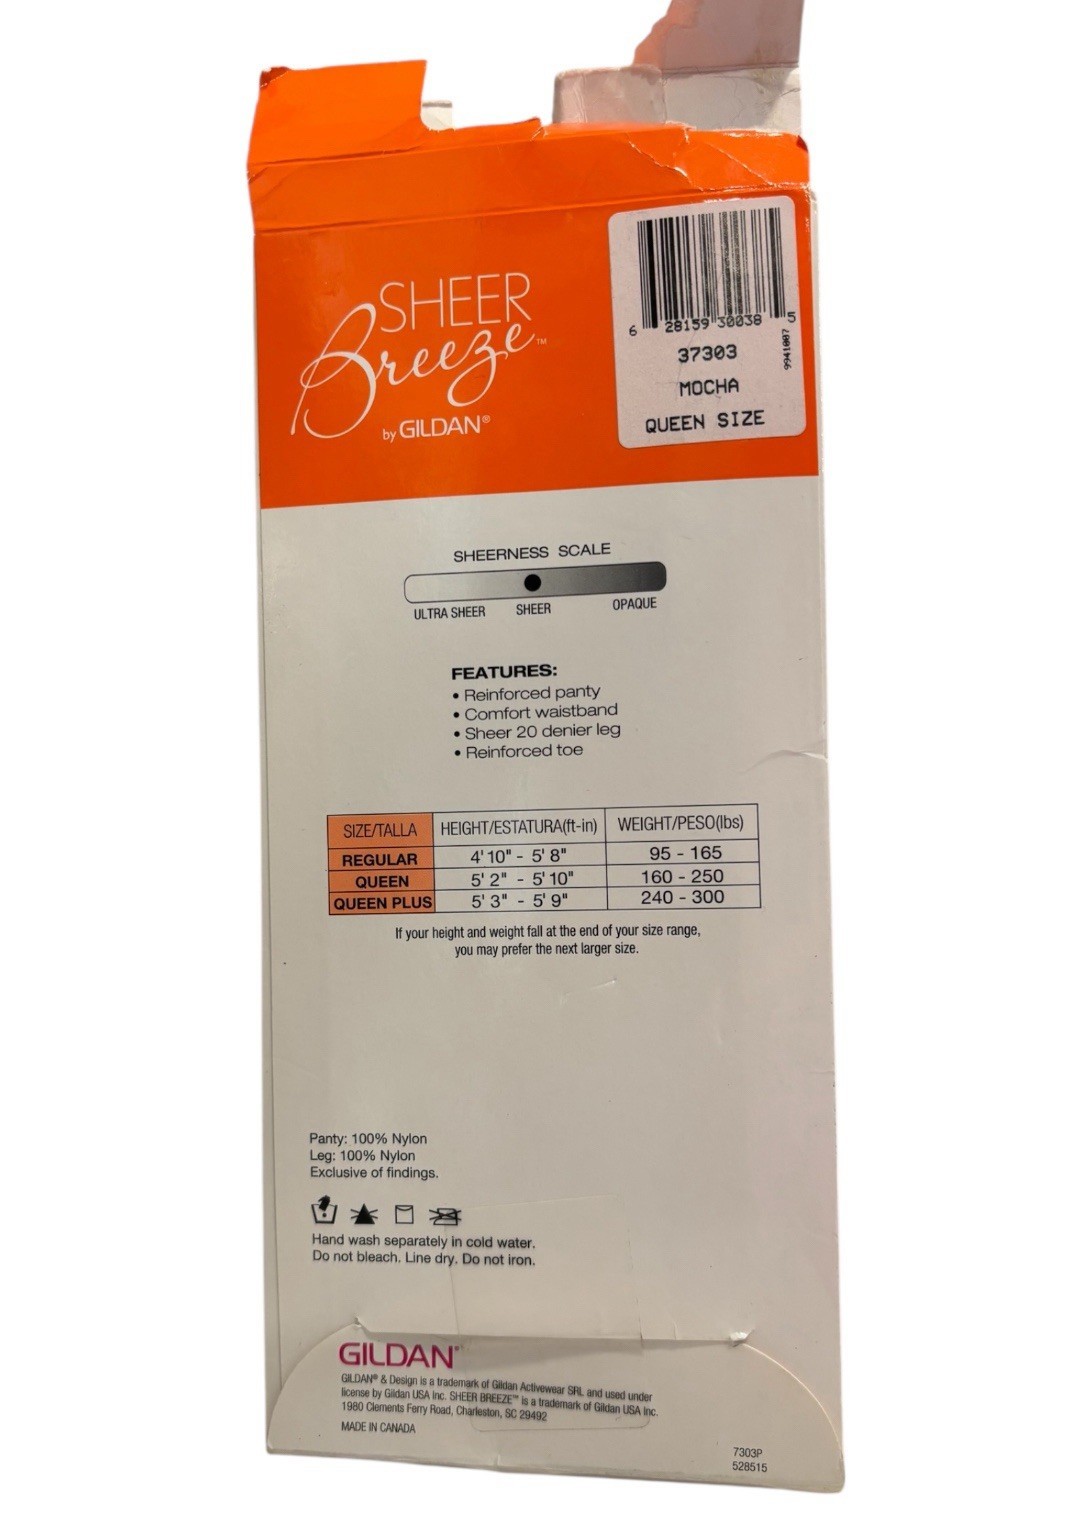 SHEER
Breeze™
by GILDAN®
6 28159 30038 5
9941007
37303
MOCHA
QUEEN SIZE
SHEERNESS SCALE
ULTRA SHEER SHEER OPAQUE
FEATURES:
• Reinforced panty
• Comfort waistband
• Sheer 20 denier leg
• Reinforced toe
SIZE/TALLA HEIGHT/ESTATURA(ft-in) WEIGHT/PESO(lbs)
REGULAR 4'10" - 5' 8" 95 - 165
QUEEN 5' 2" - 5'10" 160 - 250
QUEEN PLUS 5' 3" - 5' 9" 240 - 300
If your height and weight fall at the end of your size range,
you may prefer the next larger size.
Panty: 100% Nylon
Leg: 100% Nylon
Exclusive of findings.
Hand wash separately in cold water.
Do not bleach. Line dry. Do not iron.
GILDAN®
GILDAN® & Design is a trademark of Gildan Activewear SRL and used under
license by Gildan USA Inc. SHEER BREEZE™ is a trademark of Gildan USA Inc.
1980 Clements Ferry Road, Charleston, SC 29492
MADE IN CANADA
7303P
528515